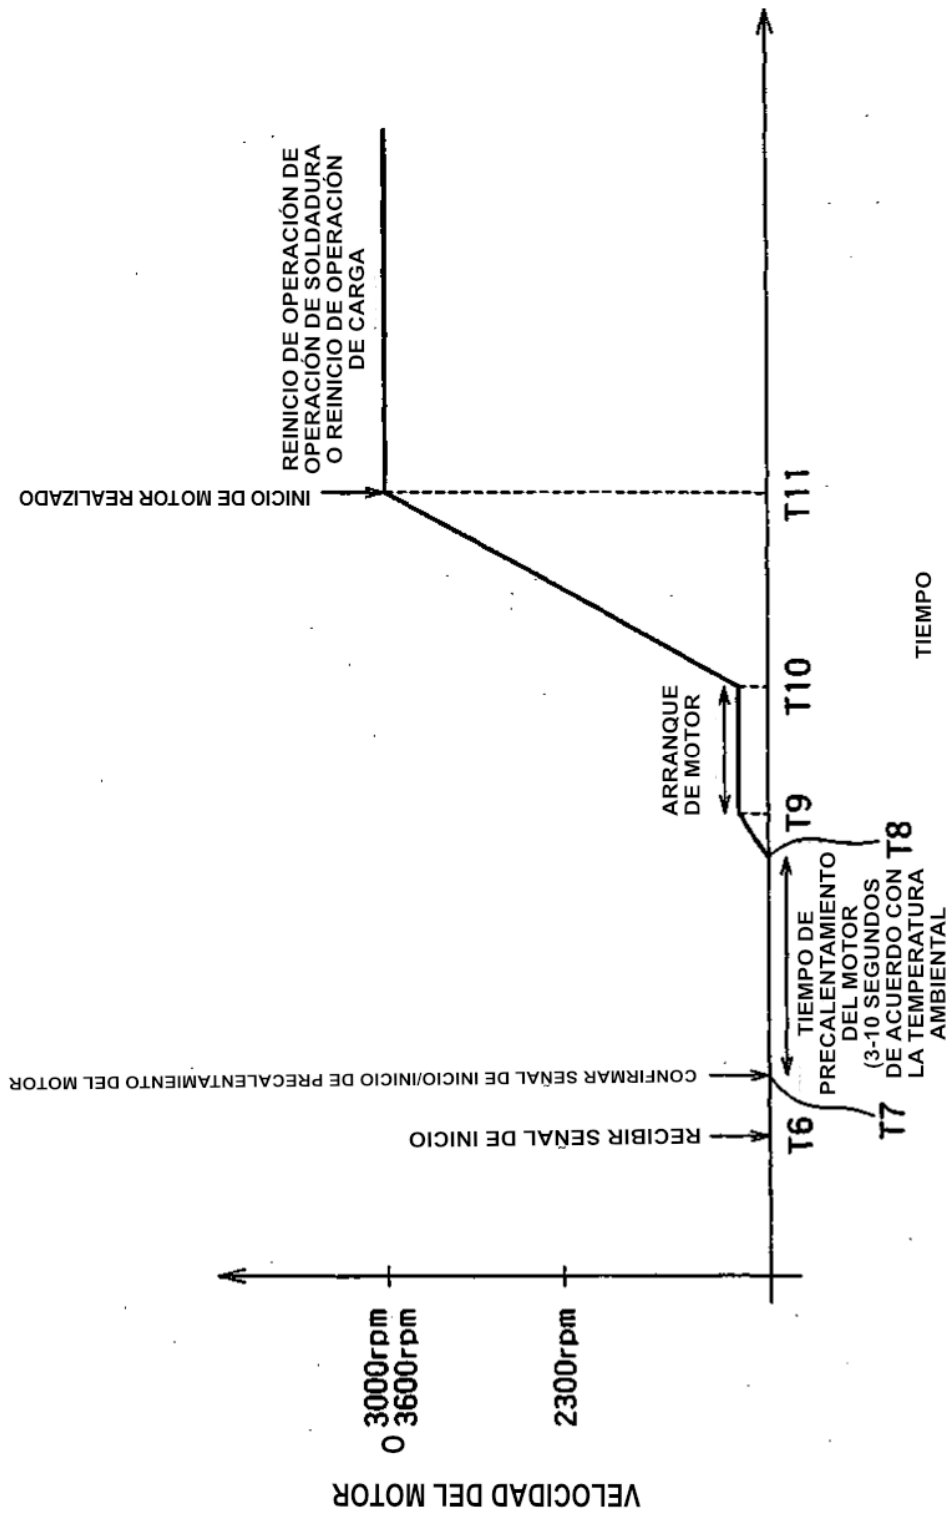 VELOCIDAD DEL MOTOR
3000rpm
O 3600rpm
2300rpm
RECIBIR SEÑAL DE INICIO
CONFIRMAR SEÑAL DE INICIO/INICIO DE PRECALENTAMIENTO DEL MOTOR
INICIO DE MOTOR REALIZADO
REINICIO DE OPERACIÓN DE
OPERACIÓN DE SOLDADURA
O REINICIO DE OPERACIÓN
DE CARGA
ARRANQUE
DE MOTOR
T6
T7
TIEMPO DE
PRECALENTAMIENTO
DEL MOTOR
(3-10 SEGUNDOS
DE ACUERDO CON
LA TEMPERATURA
AMBIENTAL
T8
T9
T10
T11
TIEMPO